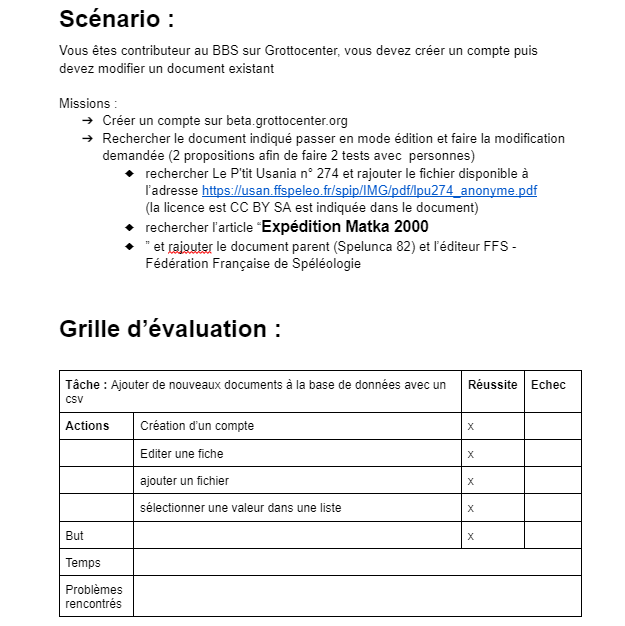 Scénario :
Vous êtes contributeur au BBS sur Grottocenter, vous devez créer un compte puis
devez modifier un document existant
Missions :
➔ Créer un compte sur beta.grottocenter.org
➔ Rechercher le document indiqué passer en mode édition et faire la modification
demandée (2 propositions afin de faire 2 tests avec  personnes)
◆ rechercher Le P'tit Usania n° 274 et rajouter le fichier disponible à
l'adresse https://usan.ffspeleo.fr/spip/IMG/pdf/lpu274_anonyme.pdf
(la licence est CC BY SA est indiquée dans le document)
◆ rechercher l'article “Expédition Matka 2000
◆ ” et rajouter le document parent (Spelunca 82) et l'éditeur FFS -
Fédération Française de Spéléologie
Grille d'évaluation :
Tâche : Ajouter de nouveaux documents à la base de données avec un
csv
Réussite
Echec
Actions
Création d'un compte
x
Editer une fiche
x
ajouter un fichier
x
sélectionner une valeur dans une liste
x
But
x
Temps
Problèmes
rencontrés